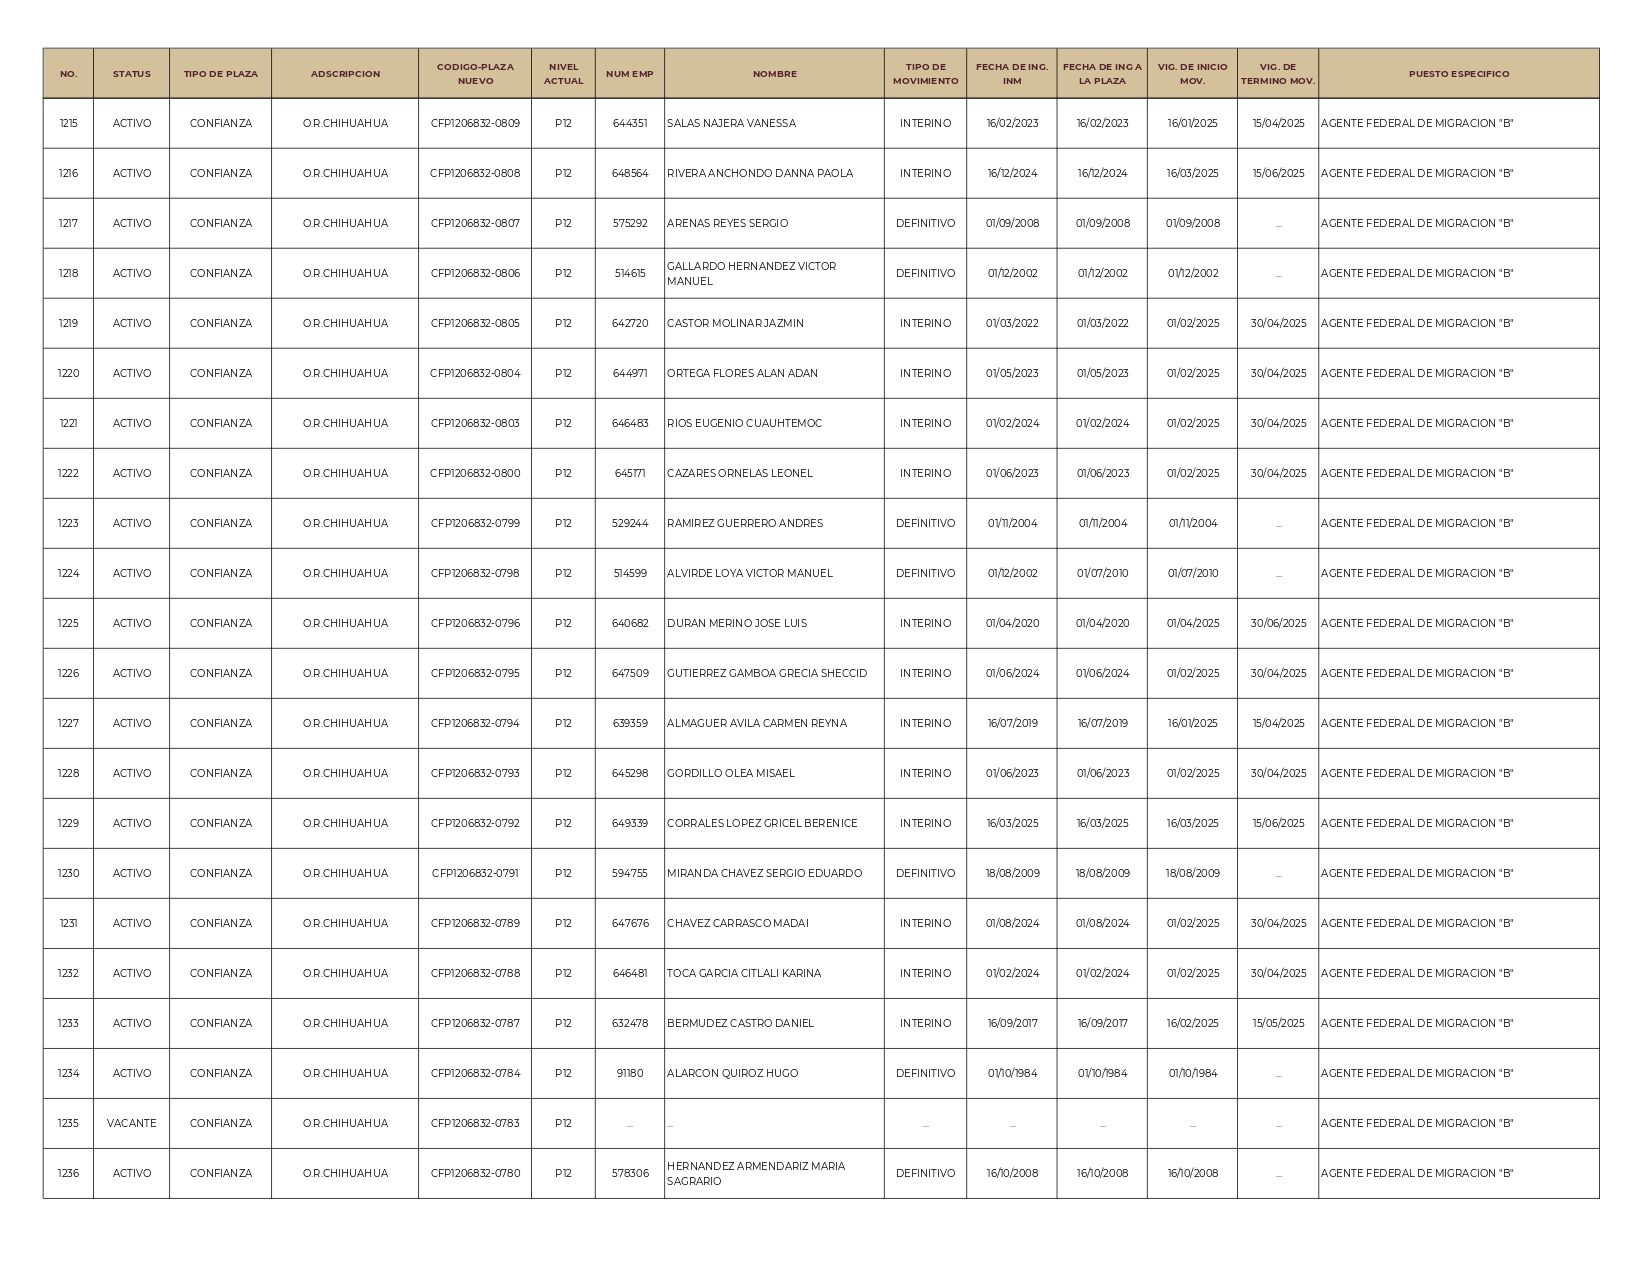 NO. STATUS TIPO DE PLAZA ADSCRIPCION CODIGO-PLAZA NUEVO NIVEL ACTUAL NUM EMP NOMBRE TIPO DE MOVIMIENTO FECHA DE ING. INM FECHA DE ING A LA PLAZA VIG. DE INICIO MOV. VIG. DE TERMINO MOV. PUESTO ESPECIFICO
1215 ACTIVO CONFIANZA O.R.CHIHUAHUA CFP1206832-0809 P12 644351 SALAS NAJERA VANESSA INTERINO 16/02/2023 16/02/2023 16/01/2025 15/04/2025 AGENTE FEDERAL DE MIGRACION "B"
1216 ACTIVO CONFIANZA O.R.CHIHUAHUA CFP1206832-0808 P12 648564 RIVERA ANCHONDO DANNA PAOLA INTERINO 16/12/2024 16/12/2024 16/03/2025 15/06/2025 AGENTE FEDERAL DE MIGRACION "B"
1217 ACTIVO CONFIANZA O.R.CHIHUAHUA CFP1206832-0807 P12 575292 ARENAS REYES SERGIO DEFINITIVO 01/09/2008 01/09/2008 01/09/2008 ... AGENTE FEDERAL DE MIGRACION "B"
1218 ACTIVO CONFIANZA O.R.CHIHUAHUA CFP1206832-0806 P12 514615 GALLARDO HERNANDEZ VICTOR MANUEL DEFINITIVO 01/12/2002 01/12/2002 01/12/2002 ... AGENTE FEDERAL DE MIGRACION "B"
1219 ACTIVO CONFIANZA O.R.CHIHUAHUA CFP1206832-0805 P12 642720 CASTOR MOLINAR JAZMIN INTERINO 01/03/2022 01/03/2022 01/02/2025 30/04/2025 AGENTE FEDERAL DE MIGRACION "B"
1220 ACTIVO CONFIANZA O.R.CHIHUAHUA CFP1206832-0804 P12 644971 ORTEGA FLORES ALAN ADAN INTERINO 01/05/2023 01/05/2023 01/02/2025 30/04/2025 AGENTE FEDERAL DE MIGRACION "B"
1221 ACTIVO CONFIANZA O.R.CHIHUAHUA CFP1206832-0803 P12 646483 RIOS EUGENIO CUAUHTEMOC INTERINO 01/02/2024 01/02/2024 01/02/2025 30/04/2025 AGENTE FEDERAL DE MIGRACION "B"
1222 ACTIVO CONFIANZA O.R.CHIHUAHUA CFP1206832-0800 P12 645171 CAZARES ORNELAS LEONEL INTERINO 01/06/2023 01/06/2023 01/02/2025 30/04/2025 AGENTE FEDERAL DE MIGRACION "B"
1223 ACTIVO CONFIANZA O.R.CHIHUAHUA CFP1206832-0799 P12 529244 RAMIREZ GUERRERO ANDRES DEFINITIVO 01/11/2004 01/11/2004 01/11/2004 ... AGENTE FEDERAL DE MIGRACION "B"
1224 ACTIVO CONFIANZA O.R.CHIHUAHUA CFP1206832-0798 P12 514599 ALVIRDE LOYA VICTOR MANUEL DEFINITIVO 01/12/2002 01/07/2010 01/07/2010 ... AGENTE FEDERAL DE MIGRACION "B"
1225 ACTIVO CONFIANZA O.R.CHIHUAHUA CFP1206832-0796 P12 640682 DURAN MERINO JOSE LUIS INTERINO 01/04/2020 01/04/2020 01/04/2025 30/06/2025 AGENTE FEDERAL DE MIGRACION "B"
1226 ACTIVO CONFIANZA O.R.CHIHUAHUA CFP1206832-0795 P12 647509 GUTIERREZ GAMBOA GRECIA SHECCID INTERINO 01/06/2024 01/06/2024 01/02/2025 30/04/2025 AGENTE FEDERAL DE MIGRACION "B"
1227 ACTIVO CONFIANZA O.R.CHIHUAHUA CFP1206832-0794 P12 639359 ALMAGUER AVILA CARMEN REYNA INTERINO 16/07/2019 16/07/2019 16/01/2025 15/04/2025 AGENTE FEDERAL DE MIGRACION "B"
1228 ACTIVO CONFIANZA O.R.CHIHUAHUA CFP1206832-0793 P12 645298 GORDILLO OLEA MISAEL INTERINO 01/06/2023 01/06/2023 01/02/2025 30/04/2025 AGENTE FEDERAL DE MIGRACION "B"
1229 ACTIVO CONFIANZA O.R.CHIHUAHUA CFP1206832-0792 P12 649339 CORRALES LOPEZ GRICEL BERENICE INTERINO 16/03/2025 16/03/2025 16/03/2025 15/06/2025 AGENTE FEDERAL DE MIGRACION "B"
1230 ACTIVO CONFIANZA O.R.CHIHUAHUA CFP1206832-0791 P12 594755 MIRANDA CHAVEZ SERGIO EDUARDO DEFINITIVO 18/08/2009 18/08/2009 18/08/2009 ... AGENTE FEDERAL DE MIGRACION "B"
1231 ACTIVO CONFIANZA O.R.CHIHUAHUA CFP1206832-0789 P12 647676 CHAVEZ CARRASCO MADAI INTERINO 01/08/2024 01/08/2024 01/02/2025 30/04/2025 AGENTE FEDERAL DE MIGRACION "B"
1232 ACTIVO CONFIANZA O.R.CHIHUAHUA CFP1206832-0788 P12 646481 TOCA GARCIA CITLALI KARINA INTERINO 01/02/2024 01/02/2024 01/02/2025 30/04/2025 AGENTE FEDERAL DE MIGRACION "B"
1233 ACTIVO CONFIANZA O.R.CHIHUAHUA CFP1206832-0787 P12 632478 BERMUDEZ CASTRO DANIEL INTERINO 16/09/2017 16/09/2017 16/02/2025 15/05/2025 AGENTE FEDERAL DE MIGRACION "B"
1234 ACTIVO CONFIANZA O.R.CHIHUAHUA CFP1206832-0784 P12 91180 ALARCON QUIROZ HUGO DEFINITIVO 01/10/1984 01/10/1984 01/10/1984 ... AGENTE FEDERAL DE MIGRACION "B"
1235 VACANTE CONFIANZA O.R.CHIHUAHUA CFP1206832-0783 P12 ... ... ... ... ... ... ... AGENTE FEDERAL DE MIGRACION "B"
1236 ACTIVO CONFIANZA O.R.CHIHUAHUA CFP1206832-0780 P12 578306 HERNANDEZ ARMENDARIZ MARIA SAGRARIO DEFINITIVO 16/10/2008 16/10/2008 16/10/2008 ... AGENTE FEDERAL DE MIGRACION "B"